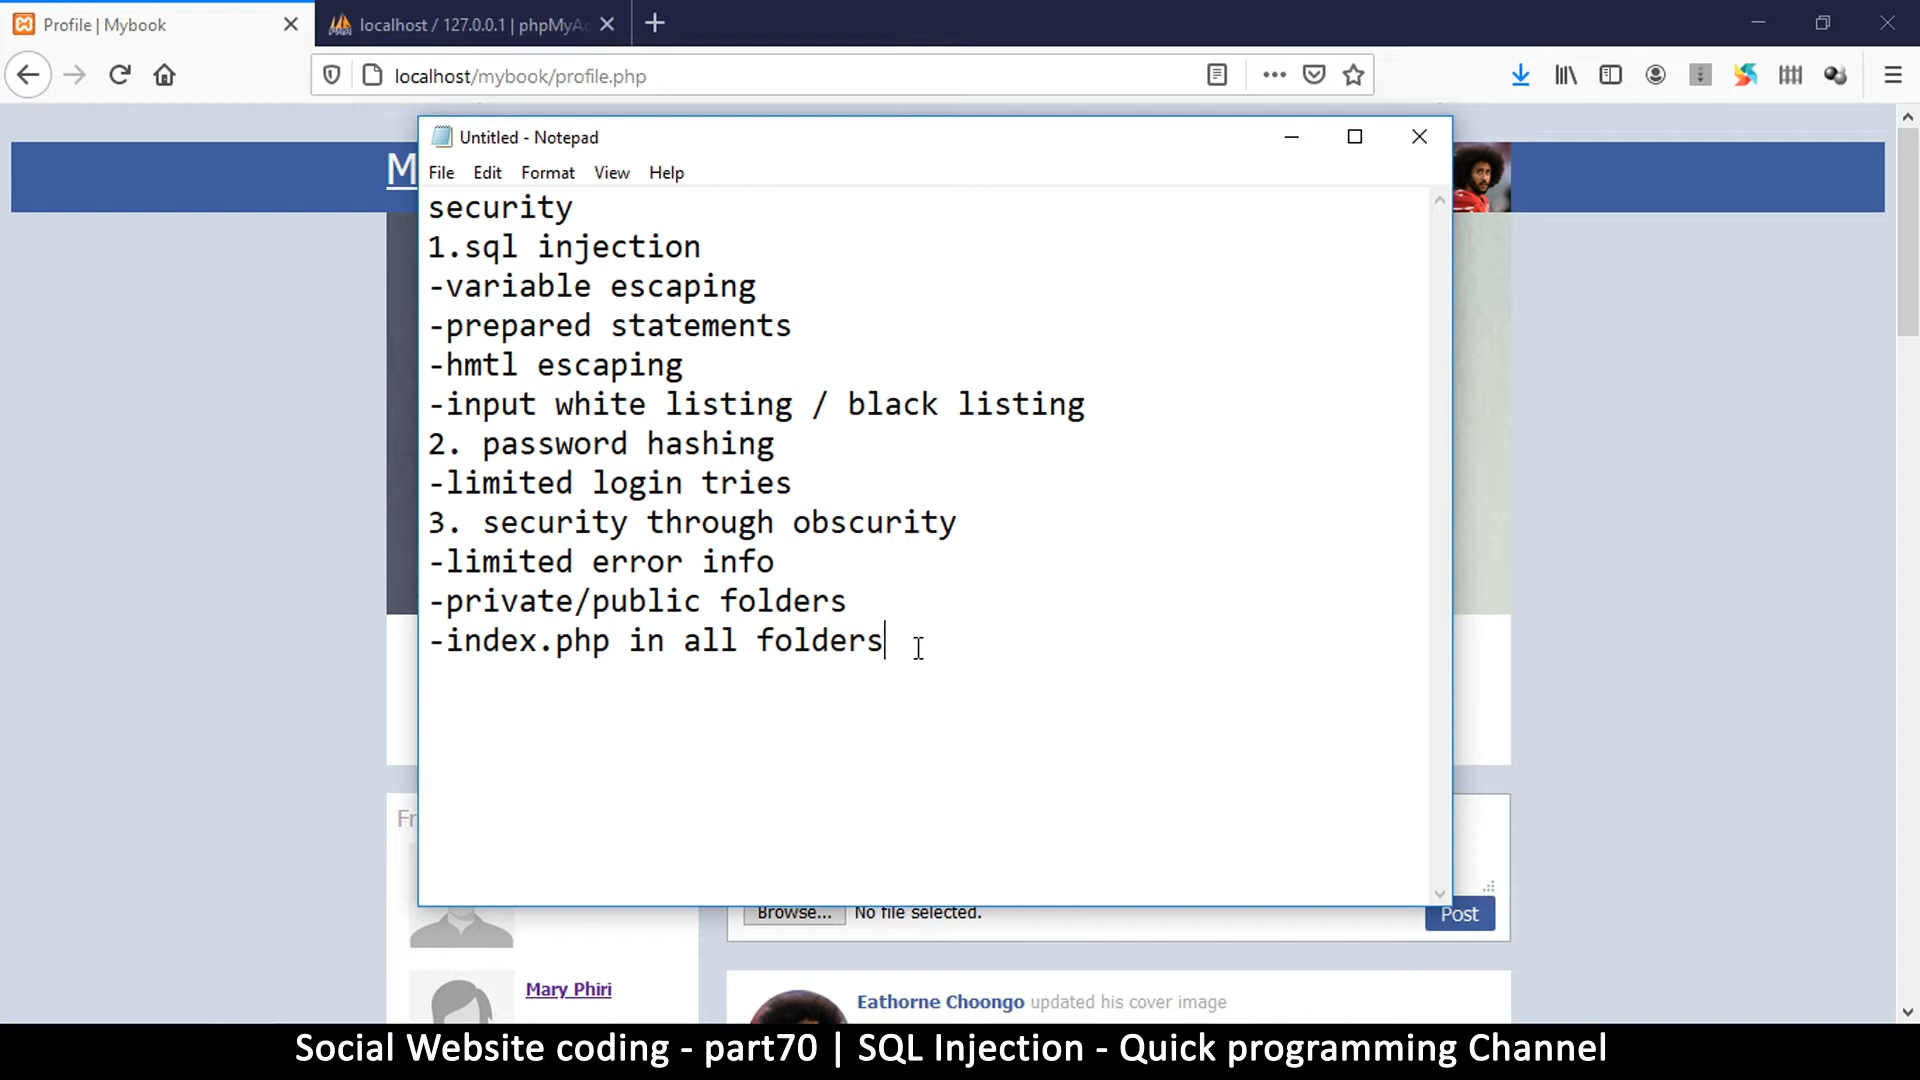 Profile | Mybook
localhost / 127.0.0.1 | phpMyAd
localhost/mybook/profile.php
Untitled - Notepad
File Edit Format View Help
M
security
1.sql injection
-variable escaping
-prepared statements
-hmtl escaping
-input white listing / black listing
2. password hashing
-limited login tries
3. security through obscurity
-limited error info
-private/public folders
-index.php in all folders
Fr
Browse... No file selected.
Post
Mary Phiri
Eathorne Choongo updated his cover image
Social Website coding - part70 | SQL Injection - Quick programming Channel